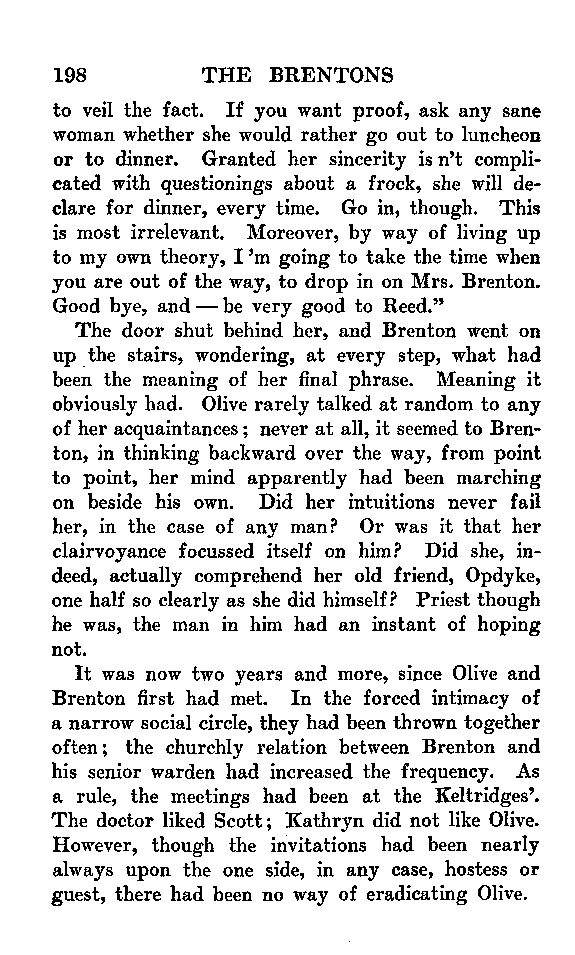 198 THE BRENTONS
to veil the fact. If you want proof, ask any sane
woman whether she would rather go out to luncheon
or to dinner. Granted her sincerity is n't compli-
cated with questionings about a frock, she will de-
clare for dinner, every time. Go in, though. This
is most irrelevant. Moreover, by way of living up
to my own theory, I 'm going to take the time when
you are out of the way, to drop in on Mrs. Brenton.
Good bye, and — be very good to Reed."
The door shut behind her, and Brenton went on
up the stairs, wondering, at every step, what had
been the meaning of her final phrase. Meaning it
obviously had. Olive rarely talked at random to any
of her acquaintances; never at all, it seemed to Bren-
ton, in thinking backward over the way, from point
to point, her mind apparently had been marching
on beside his own. Did her intuitions never fail
her, in the case of any man? Or was it that her
clairvoyance focussed itself on him? Did she, in-
deed, actually comprehend her old friend, Opdyke,
one half so clearly as she did himself? Priest though
he was, the man in him had an instant of hoping
not.
It was now two years and more, since Olive and
Brenton first had met. In the forced intimacy of
a narrow social circle, they had been thrown together
often; the churchly relation between Brenton and
his senior warden had increased the frequency. As
a rule, the meetings had been at the Keltridges'.
The doctor liked Scott; Kathryn did not like Olive.
However, though the invitations had been nearly
always upon the one side, in any case, hostess or
guest, there had been no way of eradicating Olive.